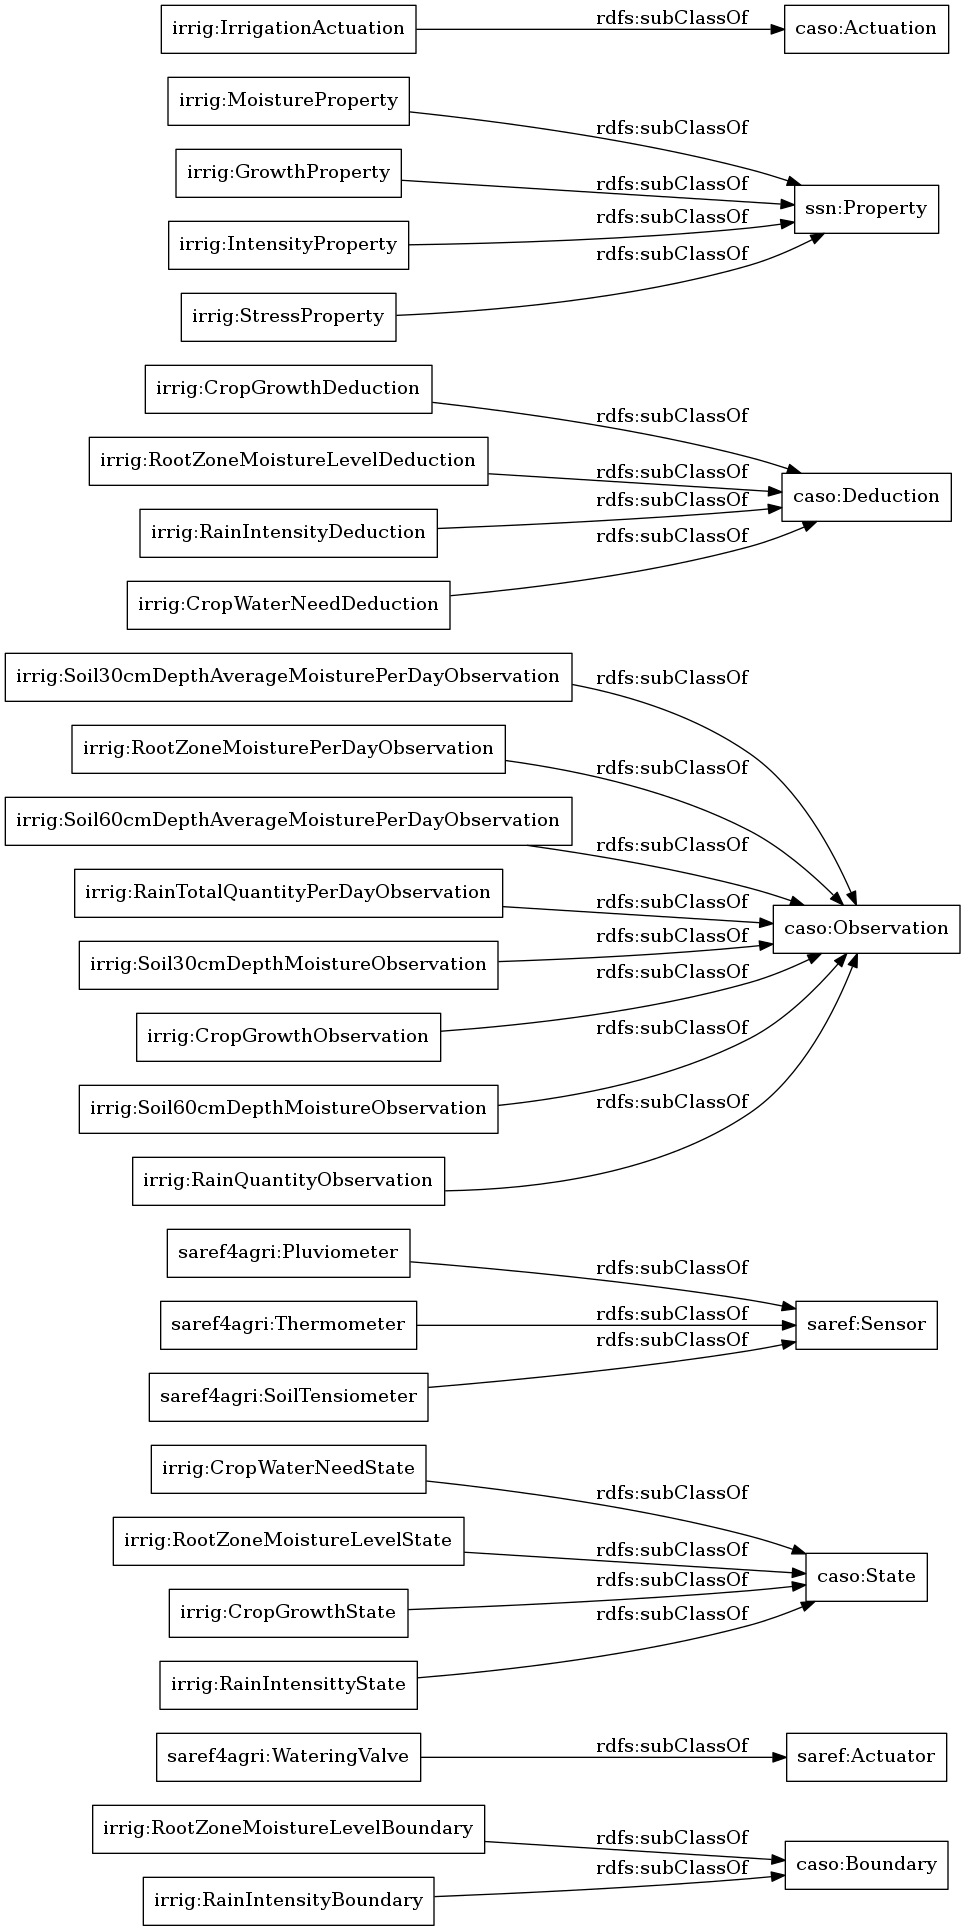 irrig:IrrigationActuation
rdfs:subClassOf
caso:Actuation
irrig:MoistureProperty
rdfs:subClassOf
irrig:GrowthProperty
rdfs:subClassOf
ssn:Property
irrig:IntensityProperty
rdfs:subClassOf
irrig:StressProperty
rdfs:subClassOf
irrig:CropGrowthDeduction
rdfs:subClassOf
irrig:RootZoneMoistureLevelDeduction
rdfs:subClassOf
caso:Deduction
irrig:RainIntensityDeduction
rdfs:subClassOf
irrig:CropWaterNeedDeduction
rdfs:subClassOf
irrig:Soil30cmDepthAverageMoisturePerDayObservation
rdfs:subClassOf
irrig:RootZoneMoisturePerDayObservation
rdfs:subClassOf
irrig:Soil60cmDepthAverageMoisturePerDayObservation
rdfs:subClassOf
irrig:RainTotalQuantityPerDayObservation
rdfs:subClassOf
caso:Observation
irrig:Soil30cmDepthMoistureObservation
rdfs:subClassOf
irrig:CropGrowthObservation
rdfs:subClassOf
irrig:Soil60cmDepthMoistureObservation
rdfs:subClassOf
irrig:RainQuantityObservation
rdfs:subClassOf
saref4agri:Pluviometer
rdfs:subClassOf
saref4agri:Thermometer
rdfs:subClassOf
saref:Sensor
saref4agri:SoilTensiometer
rdfs:subClassOf
irrig:CropWaterNeedState
rdfs:subClassOf
irrig:RootZoneMoistureLevelState
rdfs:subClassOf
caso:State
irrig:CropGrowthState
rdfs:subClassOf
irrig:RainIntensittyState
rdfs:subClassOf
saref4agri:WateringValve
rdfs:subClassOf
saref:Actuator
irrig:RootZoneMoistureLevelBoundary
rdfs:subClassOf
caso:Boundary
irrig:RainIntensityBoundary
rdfs:subClassOf